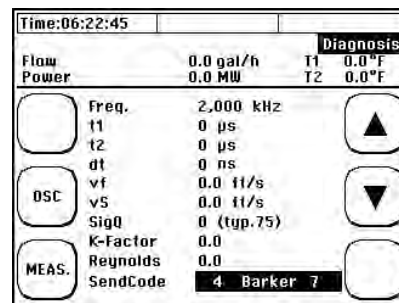 Time:06:22:45
Diagnosis
Flow 0.0 gal/h T1 0.0°F
Power 0.0 MW T2 0.0°F
Freq. 2,000 kHz
t1 0 µs
t2 0 µs
dt 0 ns
OSC
vf 0.0 ft/s
vS 0.0 ft/s
SigQ 0 (typ.75)
K-Factor 0.0
MEAS.
Reynolds 0.0
SendCode 4 Barker 7